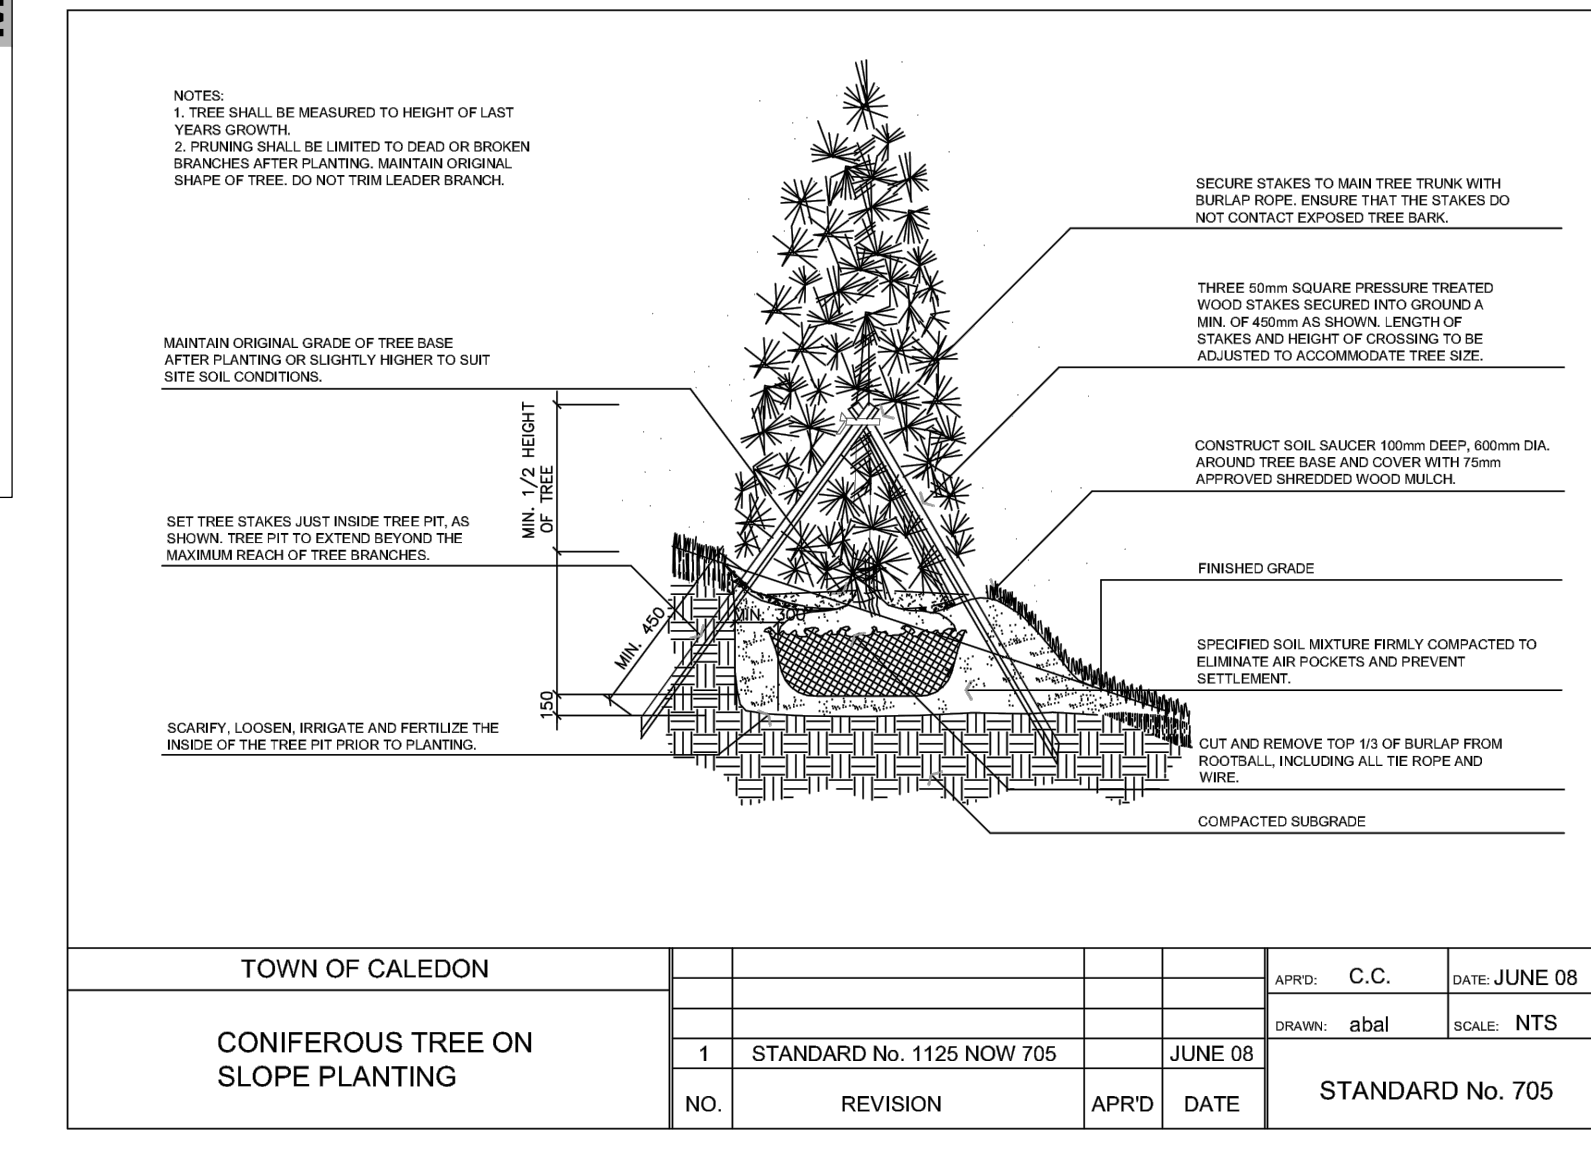 NOTES:
1. TREE SHALL BE MEASURED TO HEIGHT OF LAST
YEARS GROWTH.
2. PRUNING SHALL BE LIMITED TO DEAD OR BROKEN
BRANCHES AFTER PLANTING. MAINTAIN ORIGINAL
SHAPE OF TREE. DO NOT TRIM LEADER BRANCH.
SECURE STAKES TO MAIN TREE TRUNK WITH
BURLAP ROPE. ENSURE THAT THE STAKES DO
NOT CONTACT EXPOSED TREE BARK.
THREE 50mm SQUARE PRESSURE TREATED
WOOD STAKES SECURED INTO GROUND A
MIN. OF 450mm AS SHOWN. LENGTH OF
STAKES AND HEIGHT OF CROSSING TO BE
ADJUSTED TO ACCOMMODATE TREE SIZE.
MAINTAIN ORIGINAL GRADE OF TREE BASE
AFTER PLANTING OR SLIGHTLY HIGHER TO SUIT
SITE SOIL CONDITIONS.
MIN. 1/2 HEIGHT
OF TREE
CONSTRUCT SOIL SAUCER 100mm DEEP, 600mm DIA.
AROUND TREE BASE AND COVER WITH 75mm
APPROVED SHREDDED WOOD MULCH.
SET TREE STAKES JUST INSIDE TREE PIT, AS
SHOWN. TREE PIT TO EXTEND BEYOND THE
MAXIMUM REACH OF TREE BRANCHES.
FINISHED GRADE
MIN. 450
MIN. 300
SPECIFIED SOIL MIXTURE FIRMLY COMPACTED TO
ELIMINATE AIR POCKETS AND PREVENT
SETTLEMENT.
150
SCARIFY, LOOSEN, IRRIGATE AND FERTILIZE THE
INSIDE OF THE TREE PIT PRIOR TO PLANTING.
CUT AND REMOVE TOP 1/3 OF BURLAP FROM
ROOTBALL, INCLUDING ALL TIE ROPE AND
WIRE.
COMPACTED SUBGRADE
TOWN OF CALEDON
CONIFEROUS TREE ON
SLOPE PLANTING
1 STANDARD No. 1125 NOW 705 JUNE 08
NO. REVISION APR'D DATE
APR'D: C.C. DATE: JUNE 08
DRAWN: abal SCALE: NTS
STANDARD No. 705